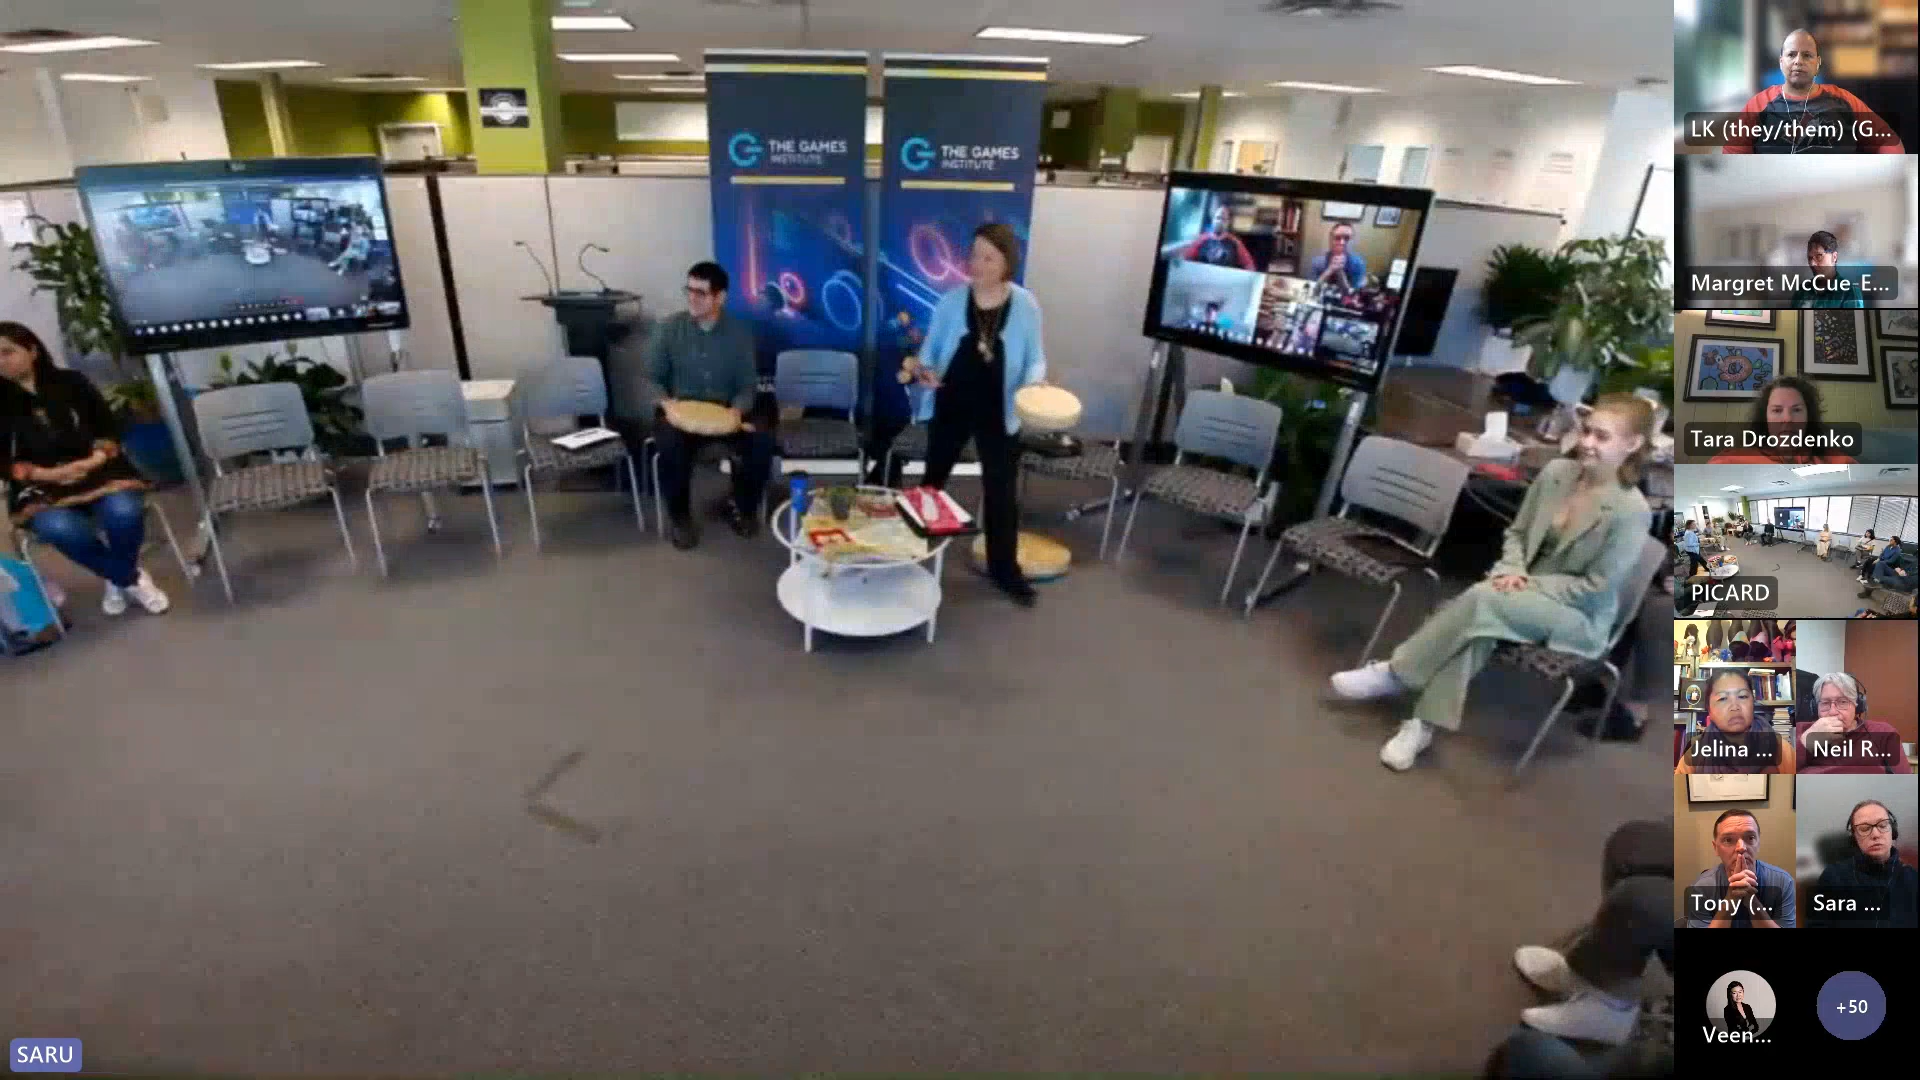 THE GAMES
INSTITUTE
THE GAMES
INSTITUTE
SARU
LK (they/them) (G...
Margret McCue-E...
Tara Drozdenko
PICARD
Jelina ...
Neil R...
Tony (...
Sara ...
Veen...
+50